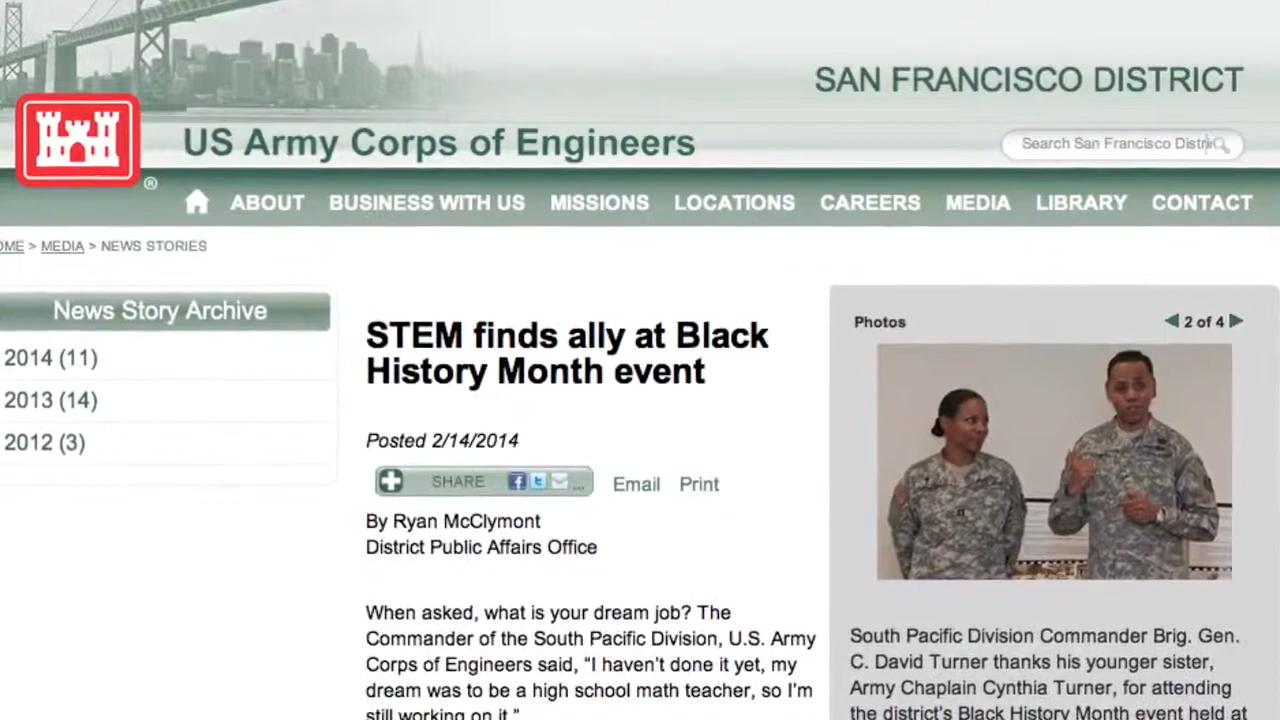 SAN FRANCISCO DISTRICT
US Army Corps of Engineers
Search San Francisco Distri
®
ABOUT BUSINESS WITH US MISSIONS LOCATIONS CAREERS MEDIA LIBRARY CONTACT
OME > MEDIA > NEWS STORIES
News Story Archive
2014 (11)
2013 (14)
2012 (3)
STEM finds ally at Black
History Month event
Posted 2/14/2014
SHARE ... Email Print
By Ryan McClymont
District Public Affairs Office
When asked, what is your dream job? The
Commander of the South Pacific Division, U.S. Army
Corps of Engineers said, “I haven't done it yet, my
dream was to be a high school math teacher, so I'm
still working on it.”
Photos 2 of 4
South Pacific Division Commander Brig. Gen.
C. David Turner thanks his younger sister,
Army Chaplain Cynthia Turner, for attending
the district's Black History Month event held at